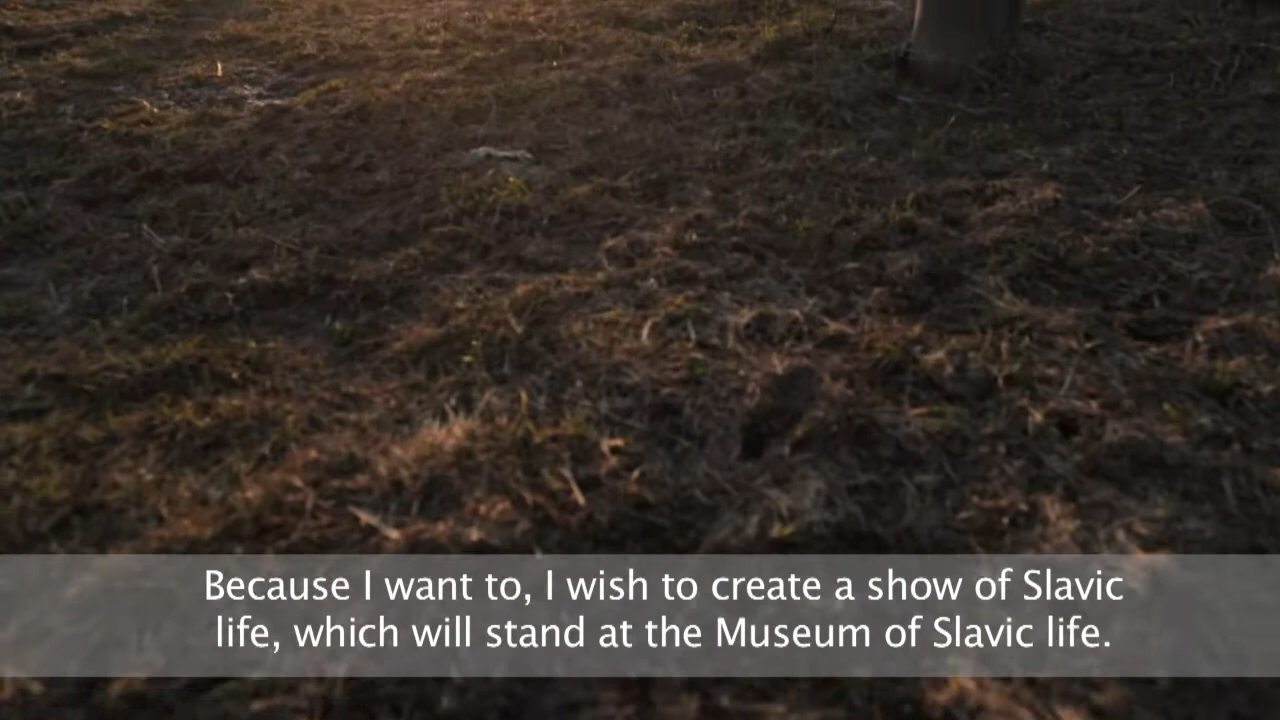 Because I want to, I wish to create a show of Slavic
life, which will stand at the Museum of Slavic life.